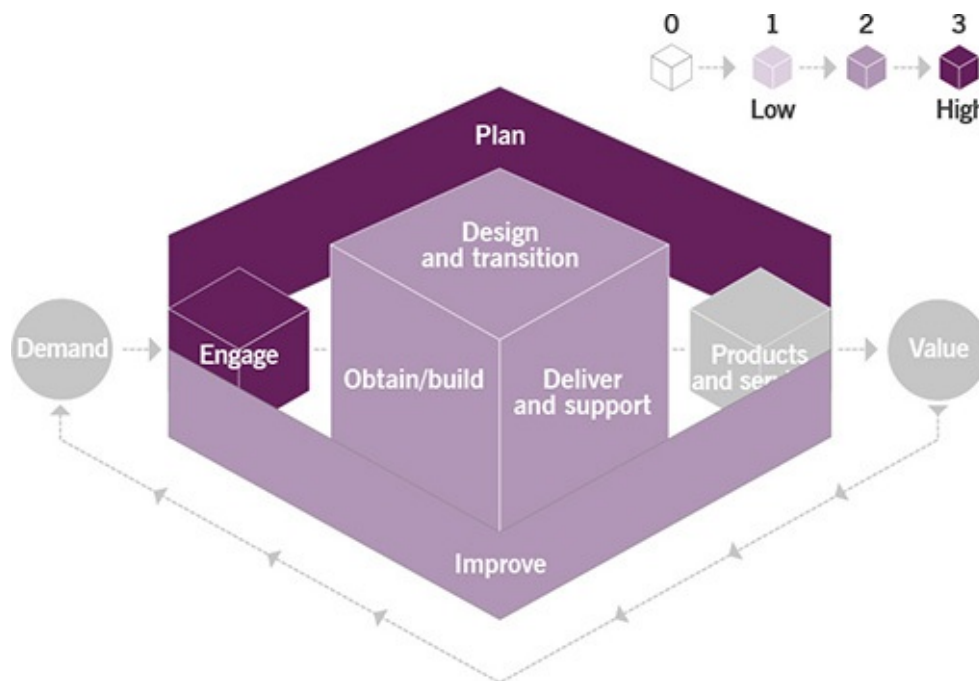 0 1 2 3
Low High
Plan
Design
and transition
Demand
Engage
Obtain/build
Deliver
and support
Products
and
Value
Improve